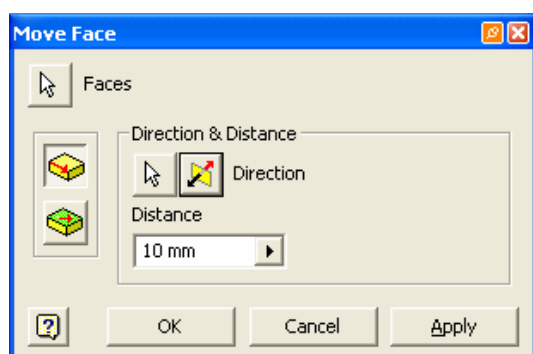 Move Face
Faces
Direction & Distance
Direction
Distance
10 mm
OK Cancel Apply